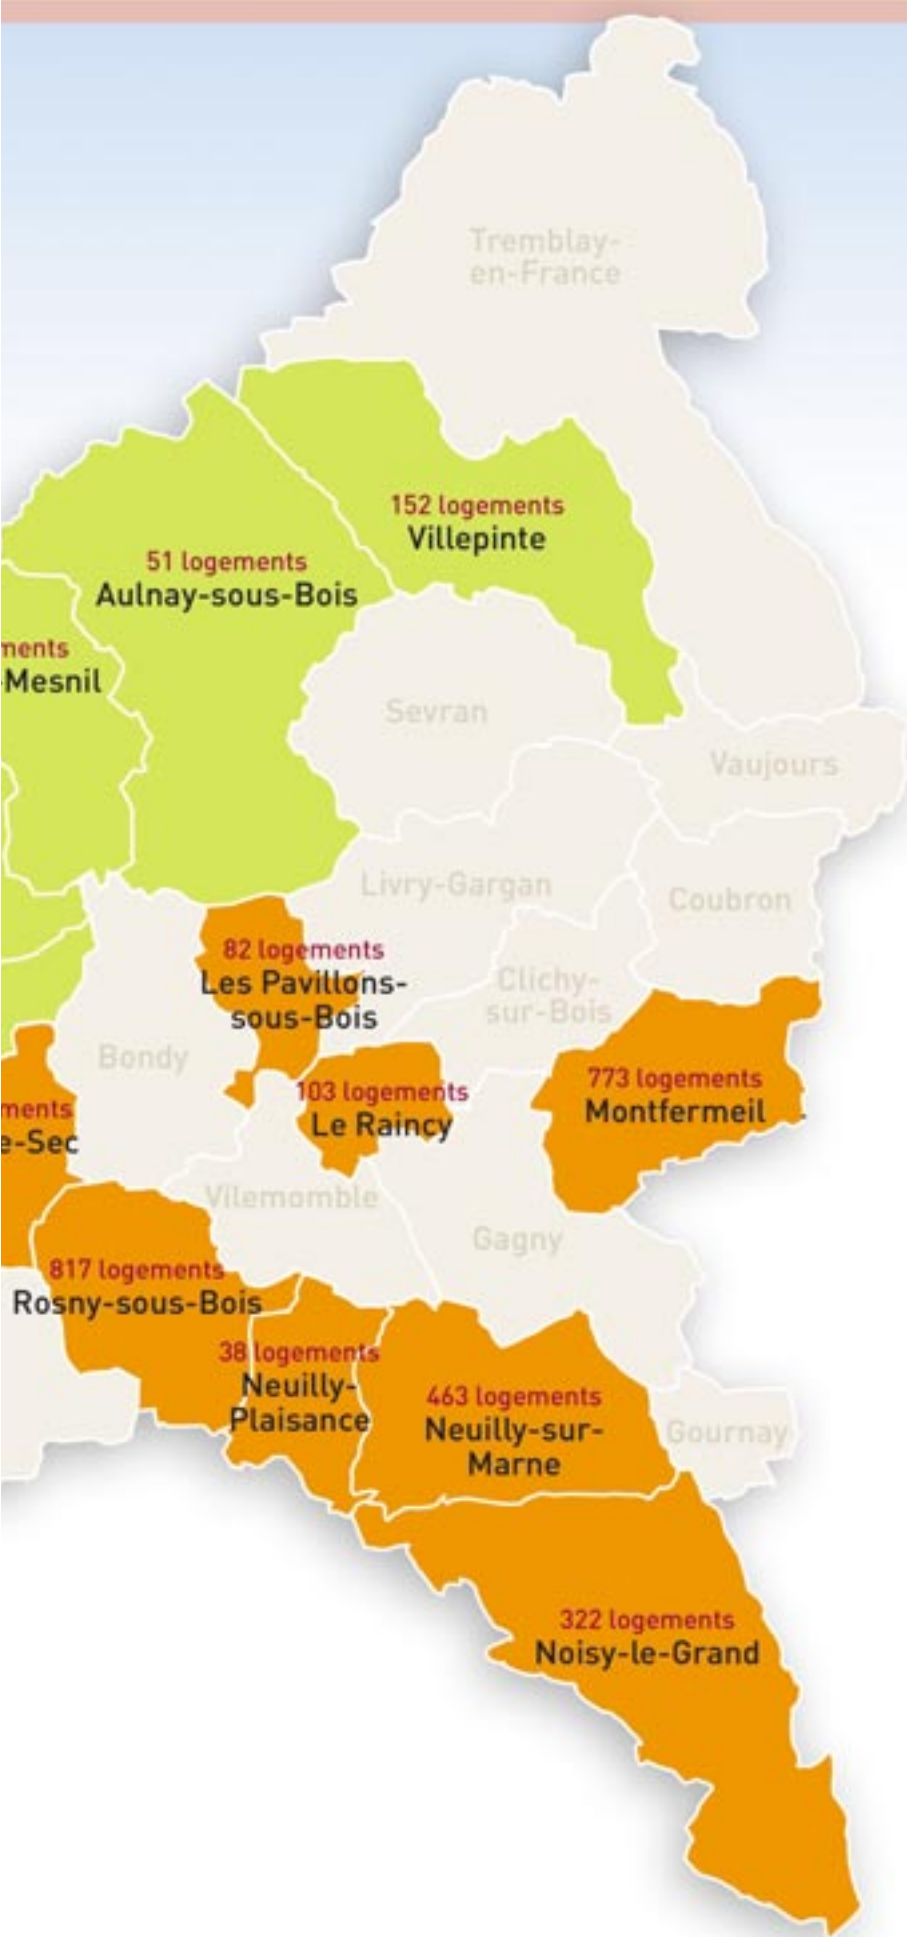 Tremblay-
en-France
152 logements
Villepinte
51 logements
Aulnay-sous-Bois
ments
-Mesnil
Sevran
Vaujours
Livry-Gargan
Coubron
82 logements
Les Pavillons-
sous-Bois
Clichy-
sur-Bois
Bondy
773 logements
Montfermeil
103 logements
Le Raincy
ments
e-Sec
Vilemomble
Gagny
817 logements
Rosny-sous-Bois
38 logements
Neuilly-
Plaisance
463 logements
Neuilly-sur-
Marne
Gournay
322 logements
Noisy-le-Grand